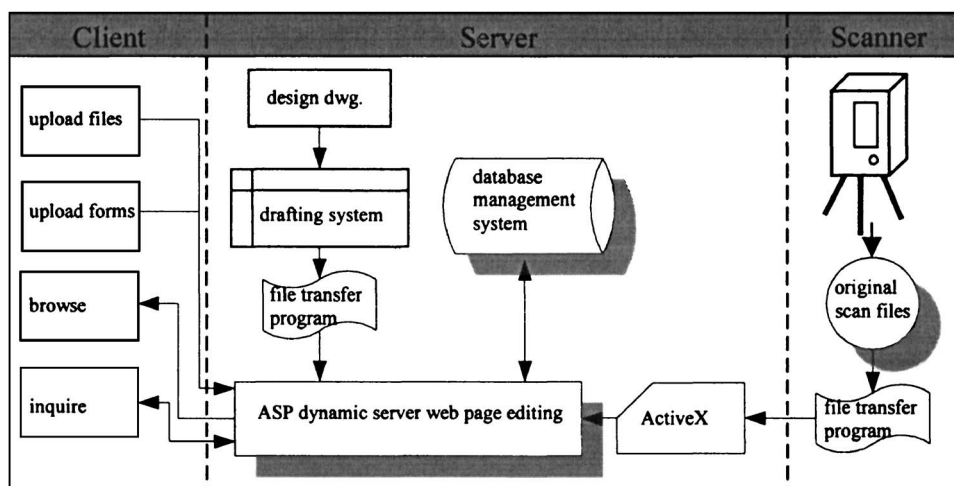 Client
Server
Scanner
upload files
upload forms
browse
inquire
design dwg.
drafting system
file transfer
program
database
management
system
ASP dynamic server web page editing
ActiveX
original
scan files
file transfer
program